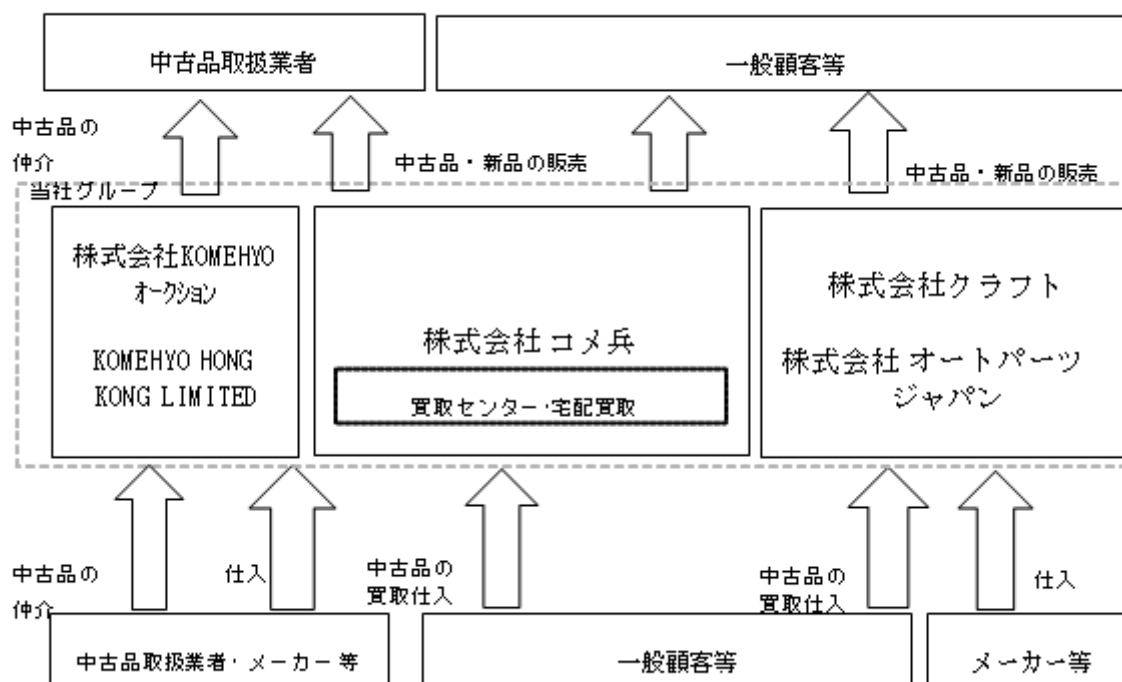 中古品取扱業者
一般顧客等
中古品の
仲介
中古品・新品の販売
中古品・新品の販売
当社グループ
株式会社KOMEHYO
オークション
KOMEHYO HONG
KONG LIMITED
株式会社 コメ兵
買取センター・宅配買取
株式会社クラフト
株式会社 オートパーツ
ジャパン
中古品の
仲介
仕入
中古品の
買取仕入
中古品の
買取仕入
仕入
中古品取扱業者・メーカー等
一般顧客等
メーカー等